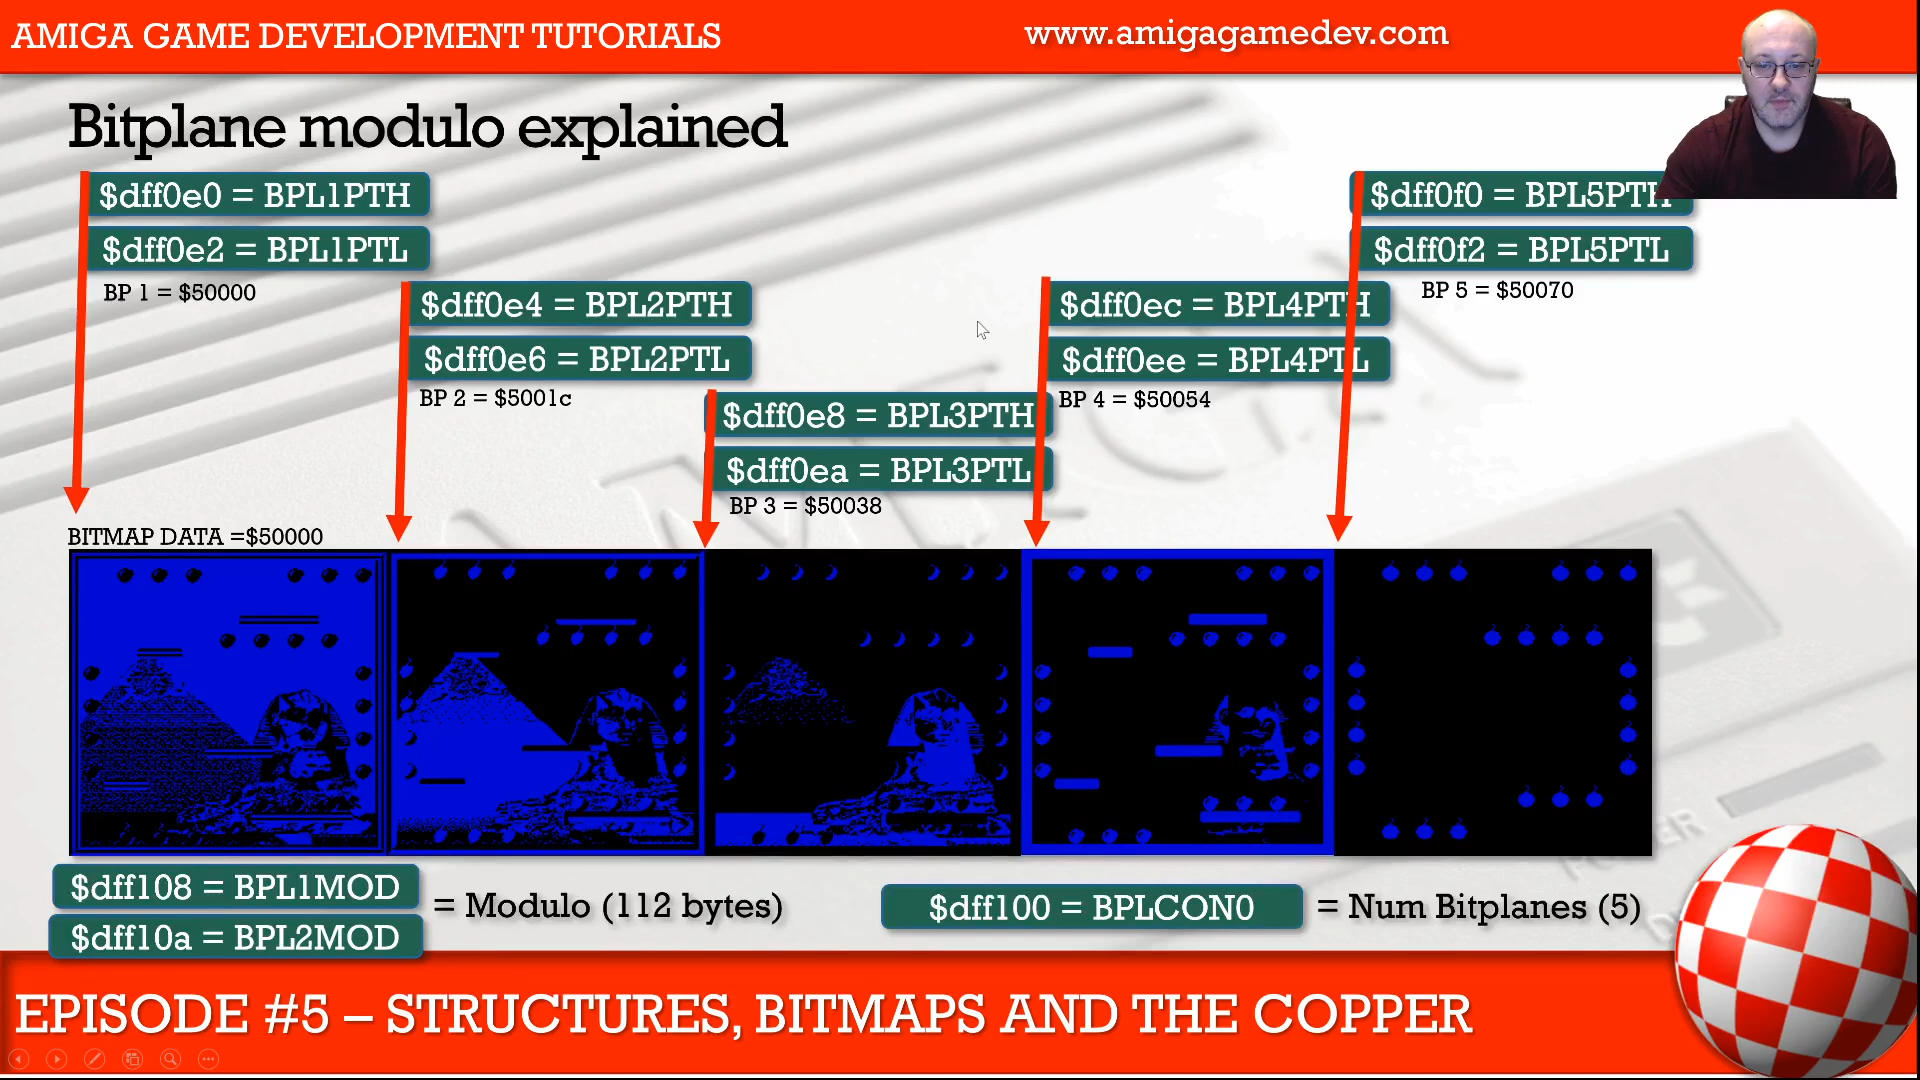 AMIGA GAME DEVELOPMENT TUTORIALS
www.amigagamedev.com
Bitplane modulo explained
$dff0e0 = BPL1PTH
$dff0e2 = BPL1PTL
BP 1 = $50000
$dff0e4 = BPL2PTH
$dff0e6 = BPL2PTL
BP 2 = $5001c
$dff0e8 = BPL3PTH
$dff0ea = BPL3PTL
BP 3 = $50038
$dff0ec = BPL4PTH
$dff0ee = BPL4PTL
BP 4 = $50054
$dff0f0 = BPL5PTH
$dff0f2 = BPL5PTL
BP 5 = $50070
BITMAP DATA =$50000
$dff108 = BPL1MOD
$dff10a = BPL2MOD
= Modulo (112 bytes)
$dff100 = BPLCON0
= Num Bitplanes (5)
EPISODE #5 – STRUCTURES, BITMAPS AND THE COPPER